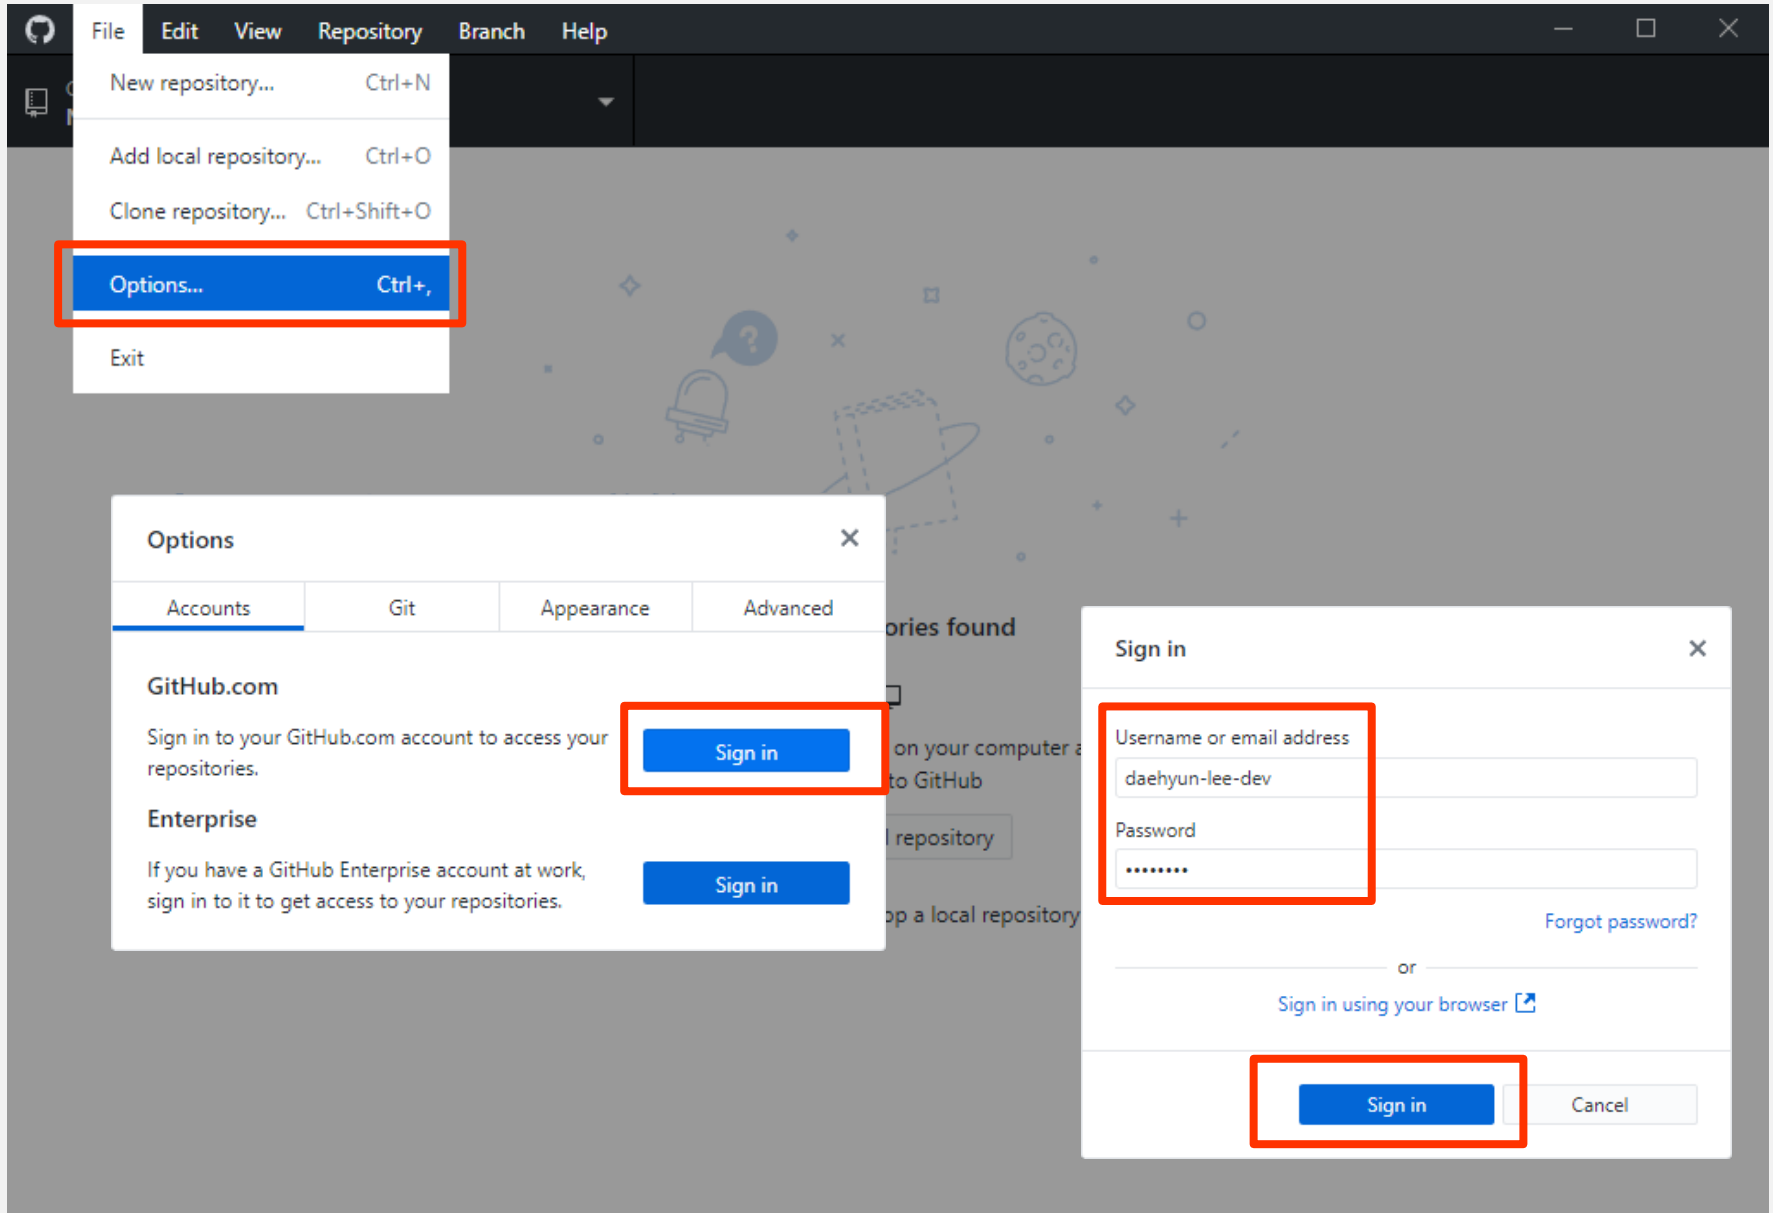 File Edit View Repository Branch Help
New repository... Ctrl+N
Add local repository... Ctrl+O
Clone repository... Ctrl+Shift+O
Options... Ctrl+,
Exit
?
Options
Accounts Git Appearance Advanced
GitHub.com
Sign in to your GitHub.com account to access your
repositories.
Sign in
Enterprise
If you have a GitHub Enterprise account at work,
sign in to it to get access to your repositories.
Sign in
found
on your computer
to GitHub
repository
a local repository
Sign in
Username or email address
daehyun-lee-dev
Password
••••••••
Forgot password?
or
Sign in using your browser
Sign in Cancel